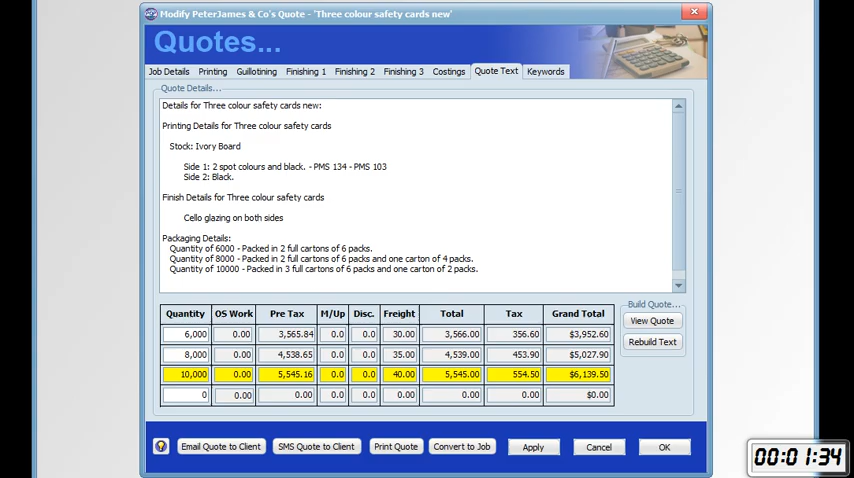 Modify PeterJames & Co's Quote - 'Three colour safety cards new'
Quotes...
Job Details Printing Guillotining Finishing 1 Finishing 2 Finishing 3 Costings Quote Text Keywords
Quote Details...
Details for Three colour safety cards new:
Printing Details for Three colour safety cards
Stock: Ivory Board
Side 1: 2 spot colours and black. - PMS 134 - PMS 103
Side 2: Black.
Finish Details for Three colour safety cards
Cello glazing on both sides
Packaging Details:
Quantity of 6000 - Packed in 2 full cartons of 6 packs.
Quantity of 8000 - Packed in 2 full cartons of 6 packs and one carton of 4 packs.
Quantity of 10000 - Packed in 3 full cartons of 6 packs and one carton of 2 packs.
Quantity OS Work Pre Tax M/Up Disc. Freight Total Tax Grand Total
6,000 0.00 3,565.84 0.0 0.0 30.00 3,566.00 356.60 $3,952.60
8,000 0.00 4,538.65 0.0 0.0 35.00 4,539.00 453.90 $5,027.90
10,000 0.00 5,545.16 0.0 0.0 40.00 5,545.00 554.50 $6,139.50
0 0.00 0.00 0.0 0.0 0.00 0.00 0.00 $0.00
Build Quote...
View Quote
Rebuild Text
Email Quote to Client SMS Quote to Client Print Quote Convert to Job Apply Cancel OK
00:01:34